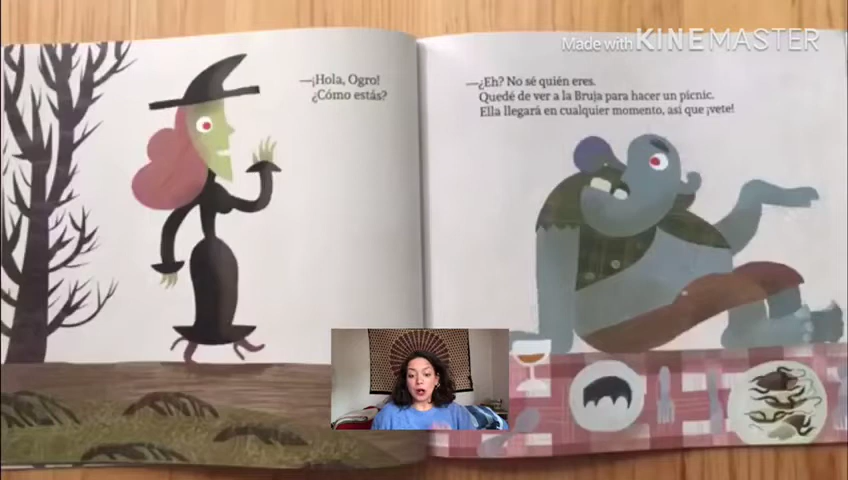 Made with KINEMASTER
—¡Hola, Ogro!
¿Cómo estás?
—¿Eh? No sé quién eres.
Quedé de ver a la Bruja para hacer un picnic.
Ella llegará en cualquier momento, así que ¡vete!